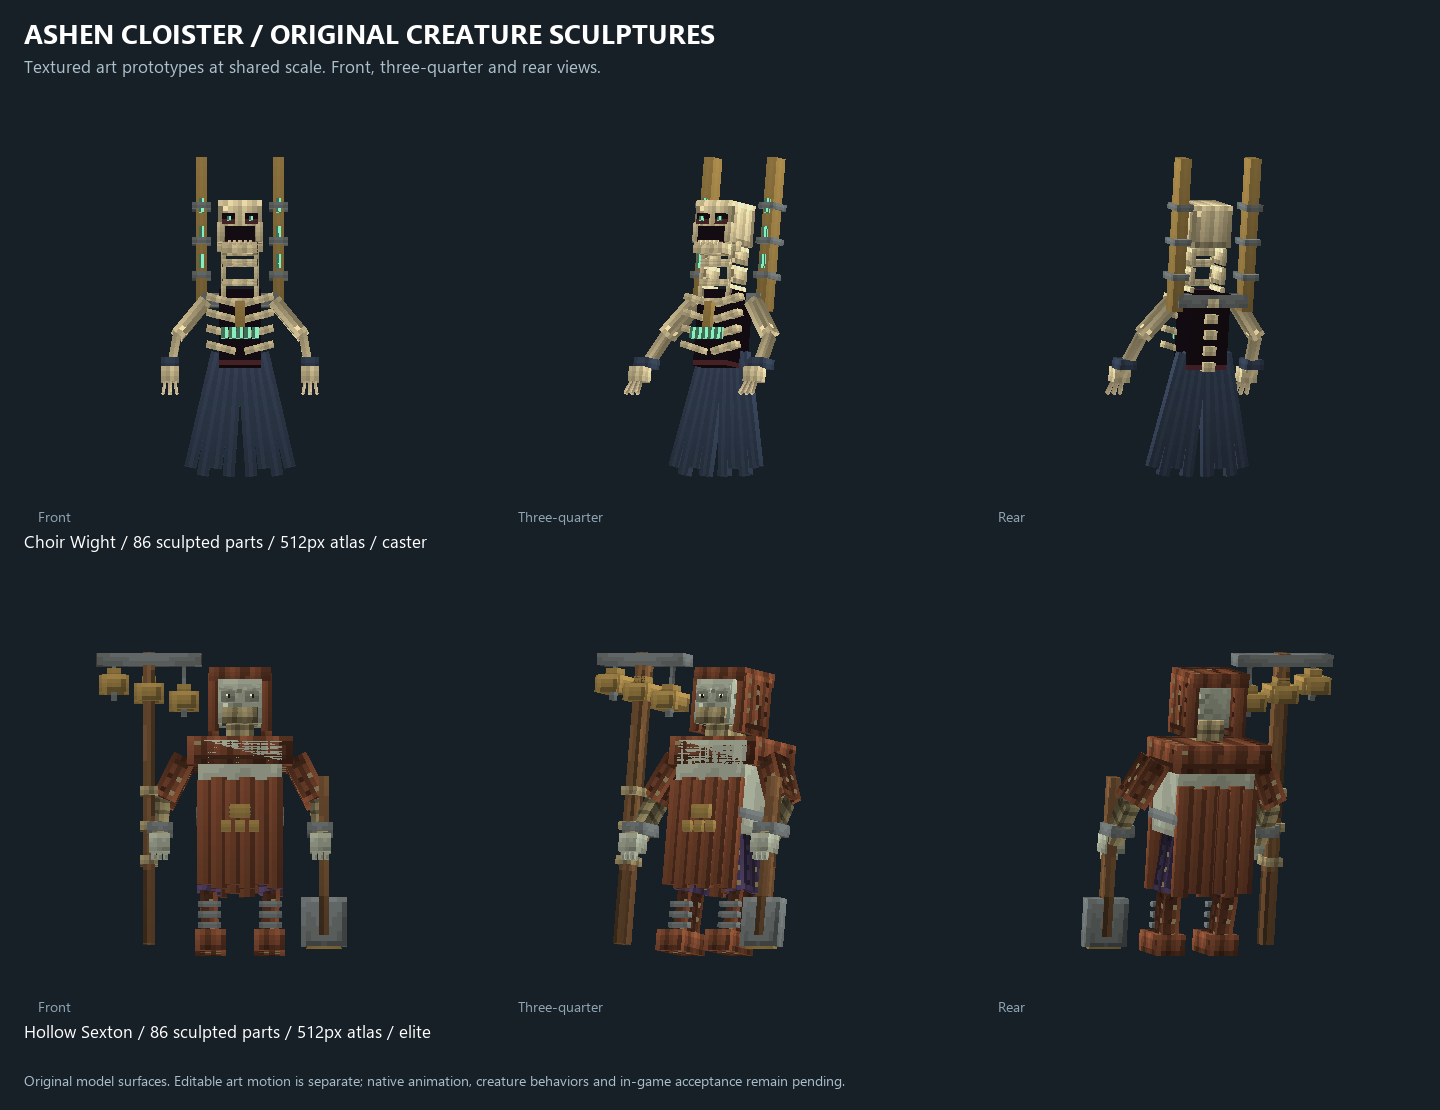 ASHEN CLOISTER / ORIGINAL CREATURE SCULPTURES
Textured art prototypes at shared scale. Front, three-quarter and rear views.
Front
Three-quarter
Rear
Choir Wight / 86 sculpted parts / 512px atlas / caster
Front
Three-quarter
Rear
Hollow Sexton / 86 sculpted parts / 512px atlas / elite
Original model surfaces. Editable art motion is separate; native animation, creature behaviors and in-game acceptance remain pending.